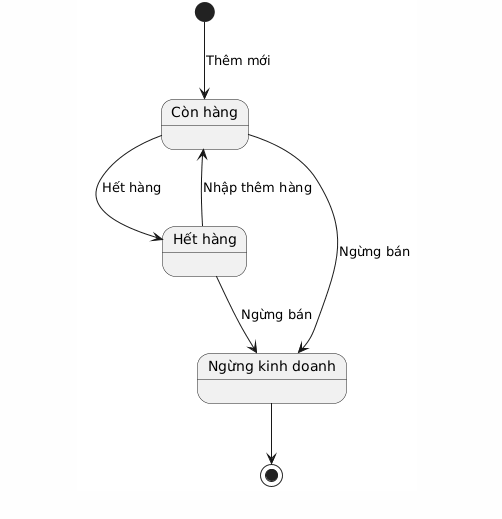 Thêm mới
Còn hàng
Hết hàng
Nhập thêm hàng
Hết hàng
Ngừng bán
Ngừng bán
Ngừng kinh doanh